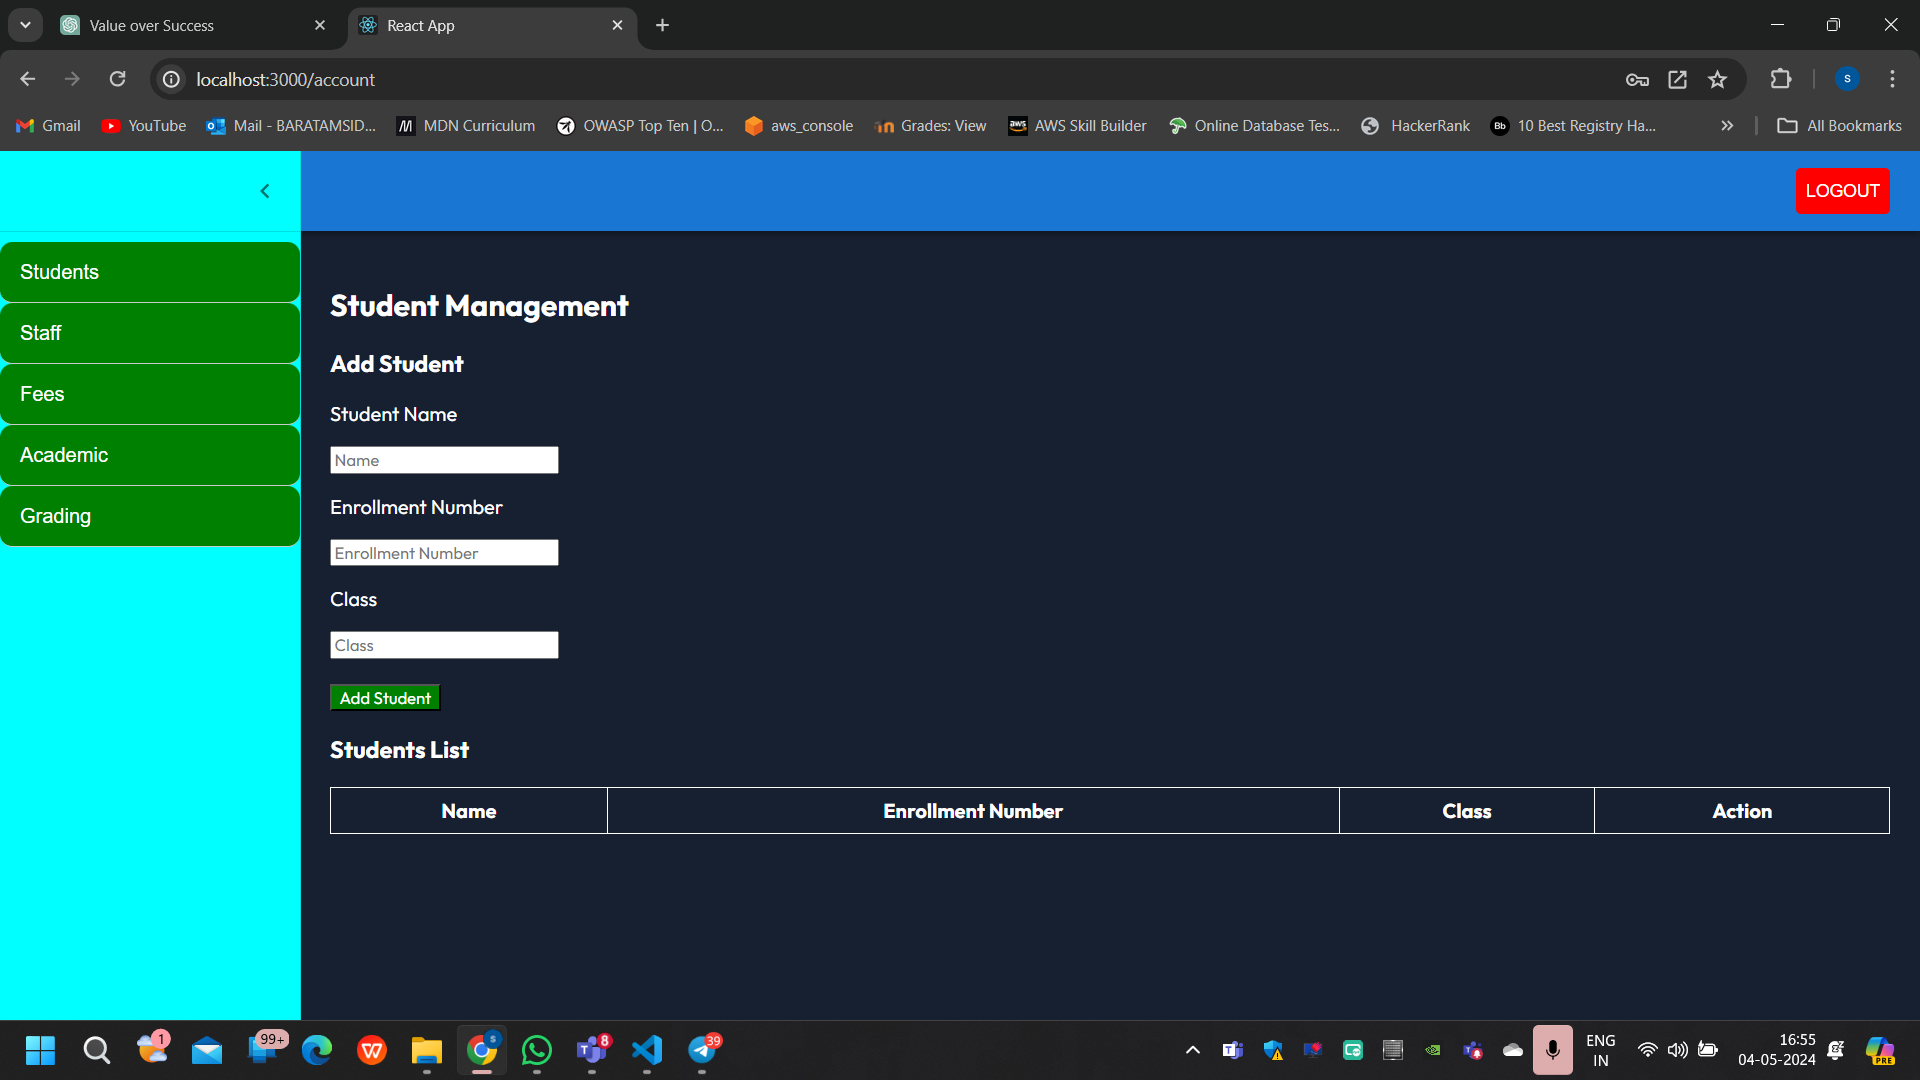 Value over Success
React App
localhost:3000/account
S
Gmail
YouTube
Mail - BARATAMSID...
MDN Curriculum
OWASP Top Ten | O...
aws_console
Grades: View
AWS Skill Builder
Online Database Tes...
HackerRank
Bb
10 Best Registry Ha...
All Bookmarks
LOGOUT
Students
Staff
Fees
Academic
Grading
Student Management
Add Student
Student Name
Name
Enrollment Number
Enrollment Number
Class
Class
Add Student
Students List
Name Enrollment Number Class Action
1
99+
8
39
ENG
IN
16:55
04-05-2024
PRE